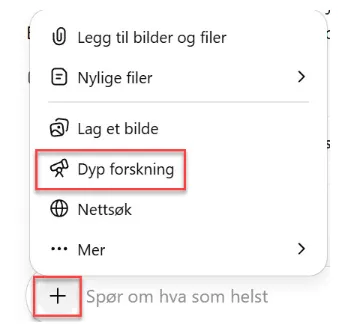 Legg til bilder og filer
Nylige filer
Lag et bilde
Dyp forskning
Nettsøk
Mer
Spør om hva som helst